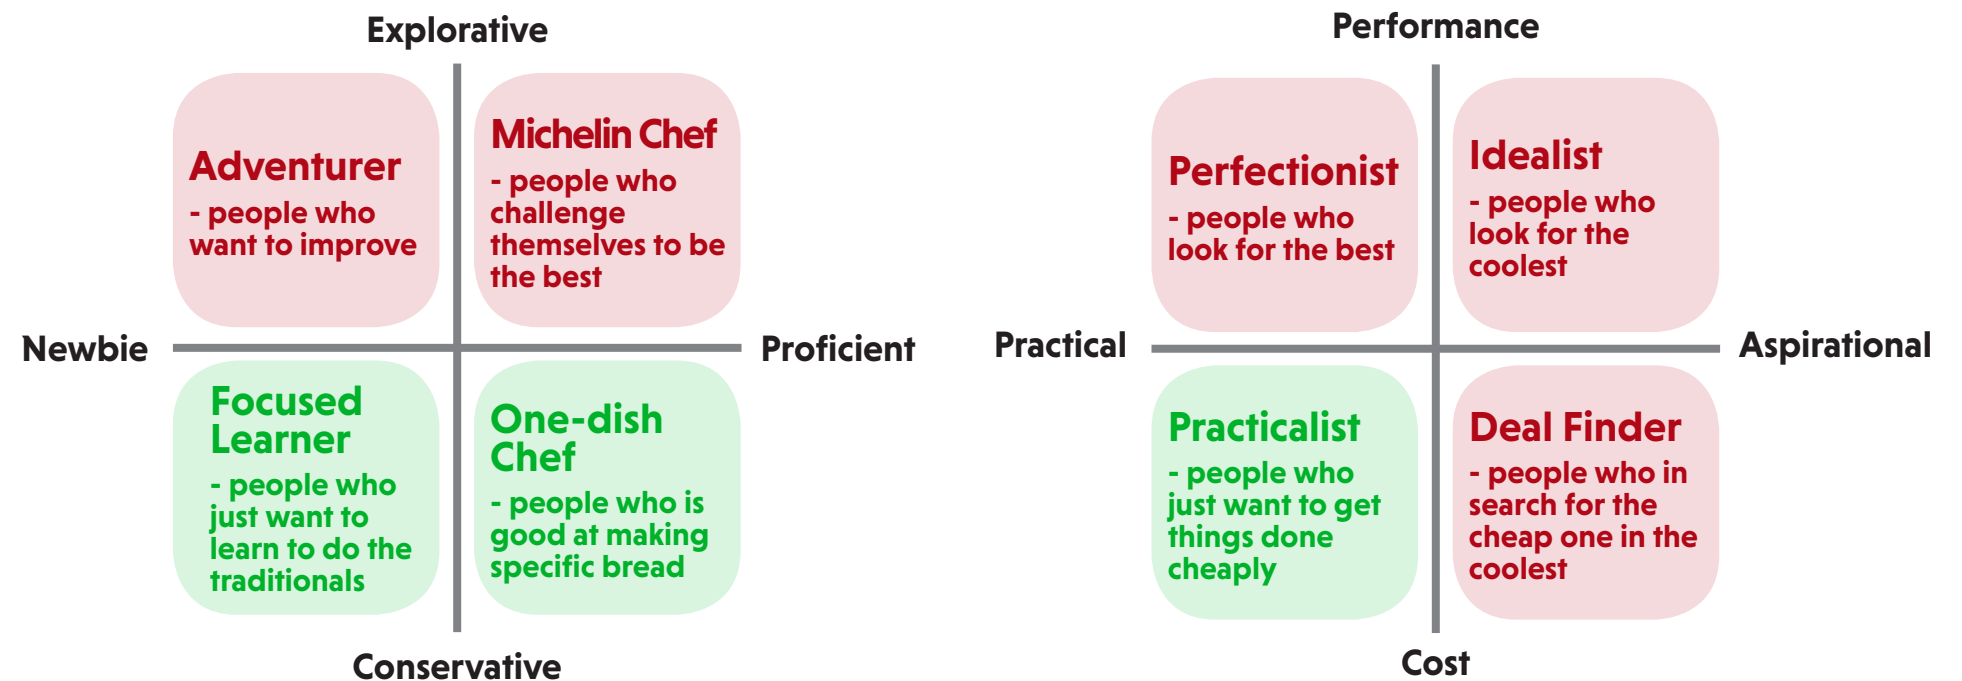 Explorative
Adventurer
- people who
want to improve
Michelin Chef
- people who
challenge
themselves to be
the best
Newbie
Proficient
Focused
Learner
- people who
just want to
learn to do the
traditionals
One-dish
Chef
- people who is
good at making
specific bread
Conservative
Performance
Perfectionist
- people who
look for the best
Idealist
- people who
look for the
coolest
Practical
Aspirational
Practicalist
- people who
just want to get
things done
cheaply
Deal Finder
- people who in
search for the
cheap one in the
coolest
Cost